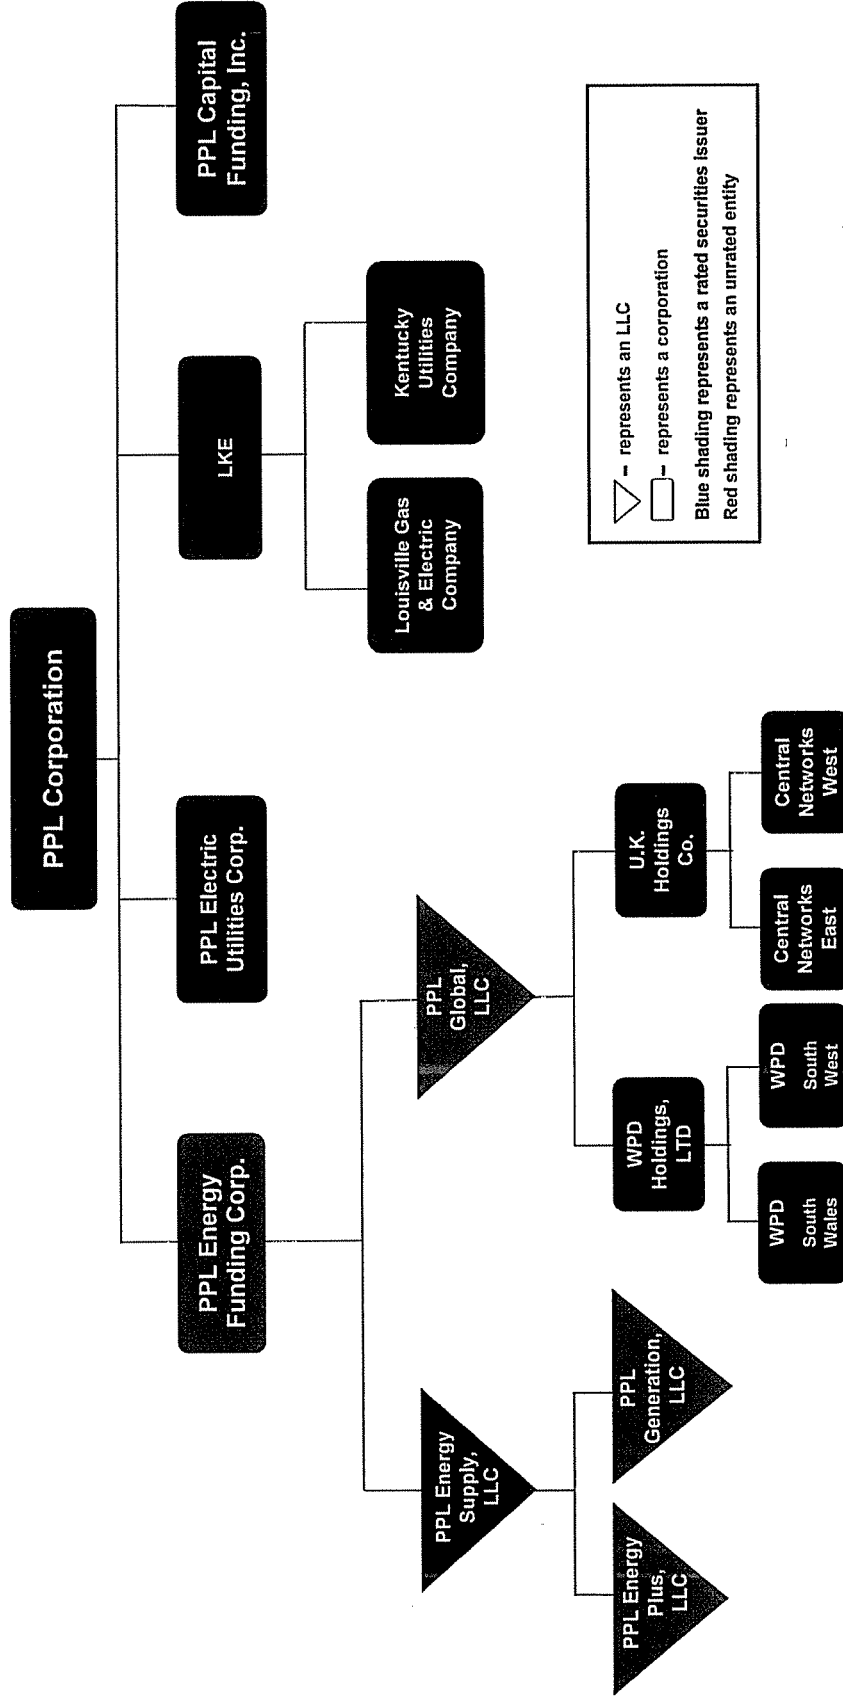 PPL Corporation
PPL Energy
Funding Corp.
PPL Electric
Utilities Corp.
LKE
PPL Capital
Funding, Inc.
Louisville Gas
& Electric
Company
Kentucky
Utilities
Company
PPL Energy
Supply,
LLC
PPL
Global,
LLC
PPL Energy
Plus,
LLC
PPL
Generation,
LLC
WPD
Holdings,
LTD
U.K.
Holdings
Co.
WPD
South
Wales
WPD
South
West
Central
Networks
East
Central
Networks
West
– represents an LLC
– represents a corporation
Blue shading represents a rated securities issuer
Red shading represents an unrated entity